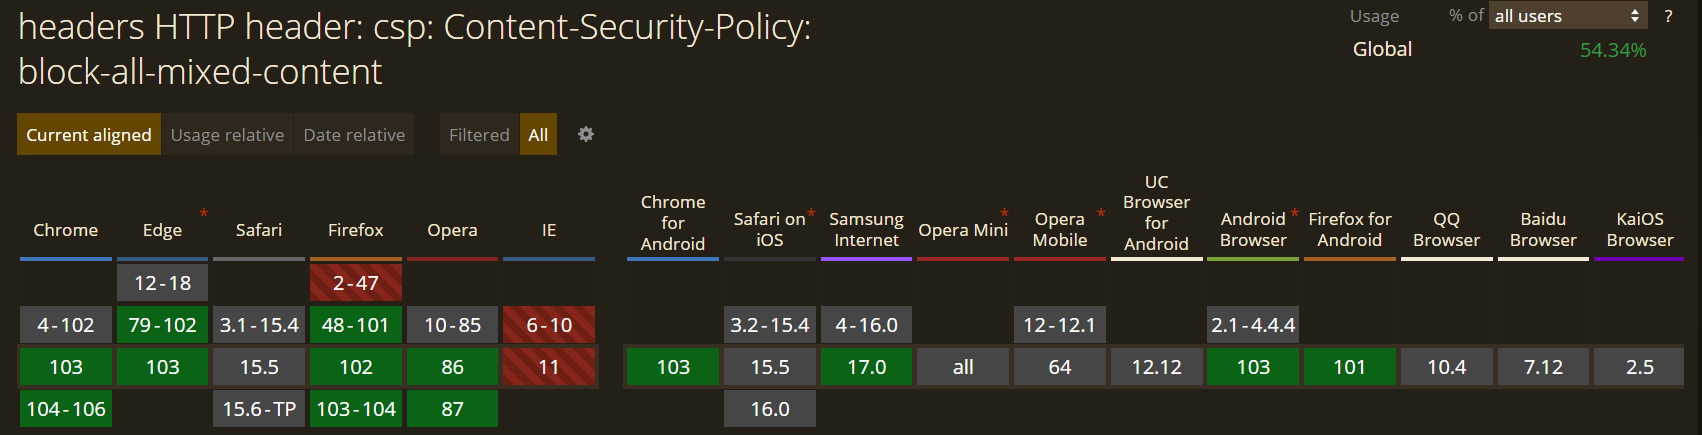 headers HTTP header: csp: Content-Security-Policy:
block-all-mixed-content
Usage % of all users ?
Global 54.34%
Current aligned Usage relative Date relative Filtered All
Chrome Edge * Safari Firefox Opera IE
Chrome for Android
Safari on iOS *
Samsung Internet
Opera Mini *
Opera Mobile *
UC Browser for Android
Android Browser *
Firefox for Android
QQ Browser
Baidu Browser
KaiOS Browser
12-18 2-47
4-102 79-102 3.1-15.4 48-101 10-85 6-10 3.2-15.4 4-16.0 12-12.1 2.1-4.4.4
103 103 15.5 102 86 11 103 15.5 17.0 all 64 12.12 103 101 10.4 7.12 2.5
104-106 15.6-TP 103-104 87 16.0